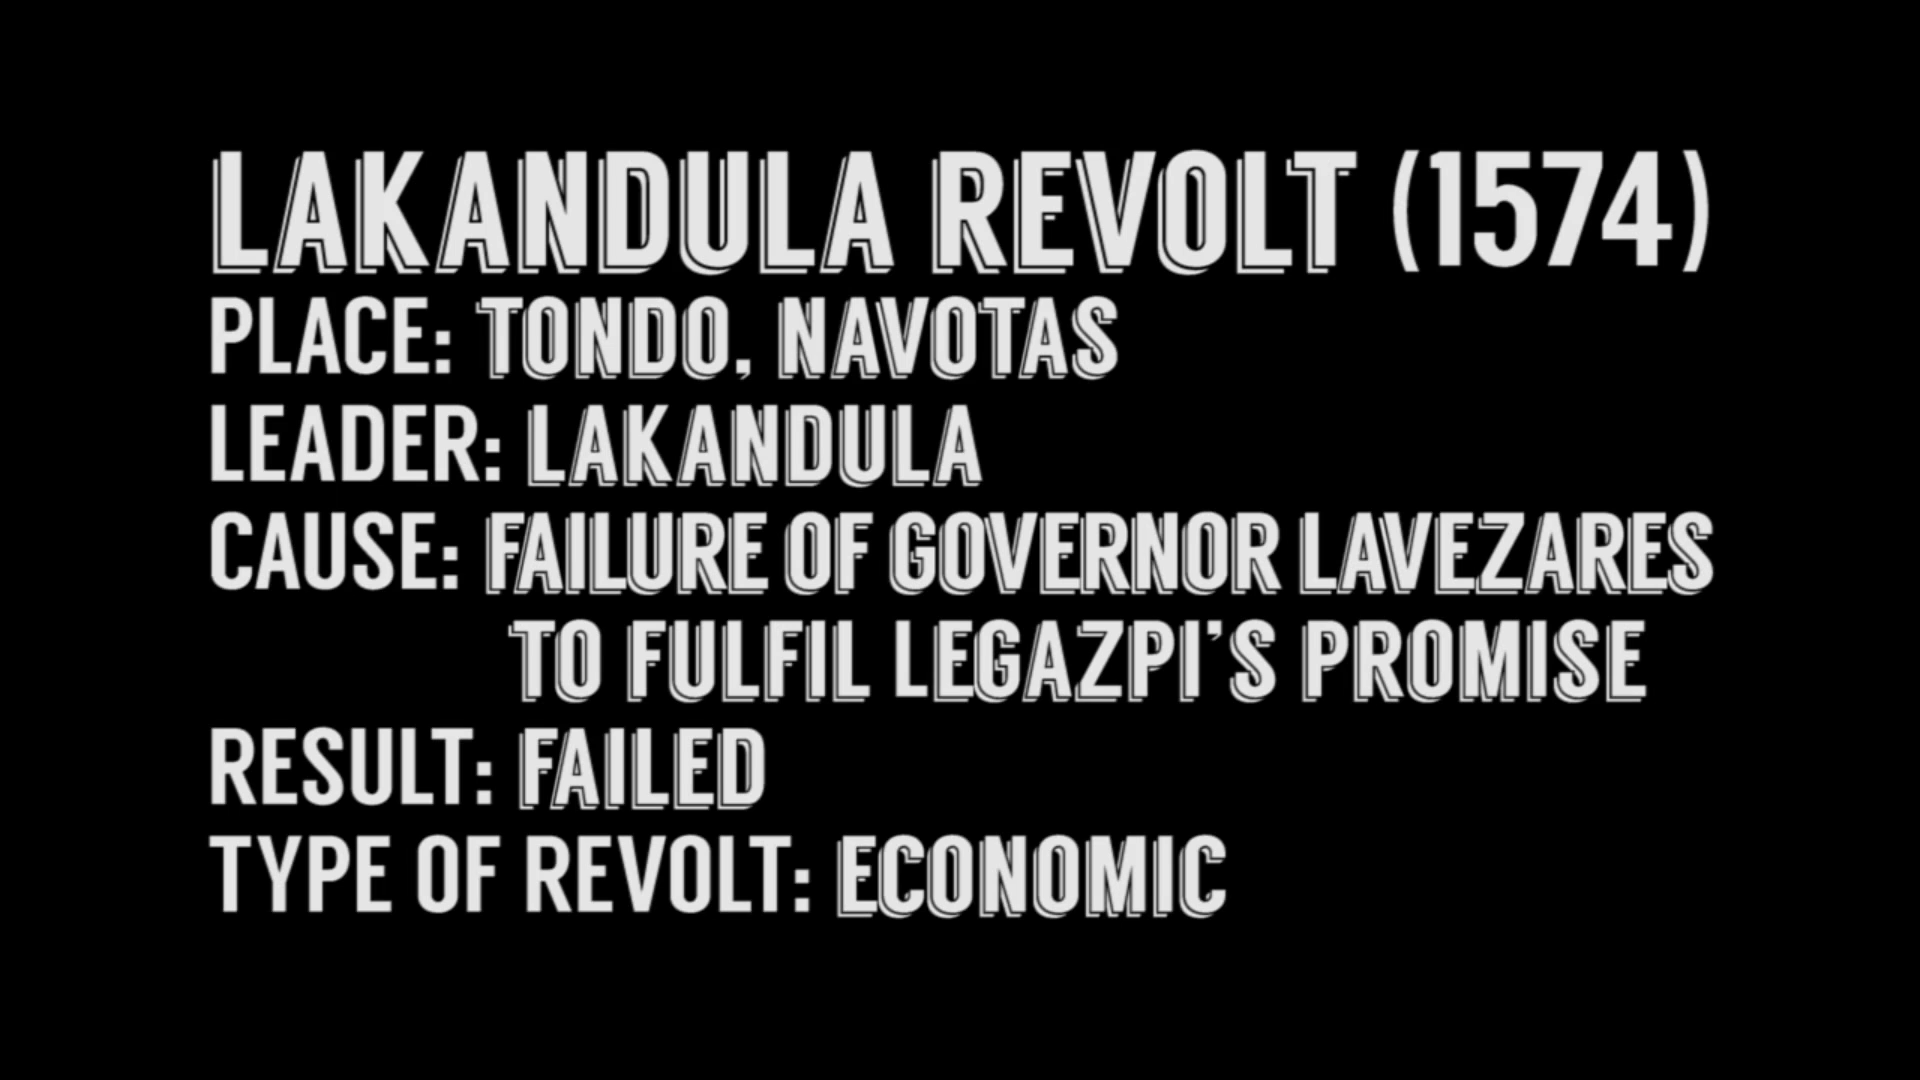 LAKANDULA REVOLT (1574)
PLACE: TONDO, NAVOTAS
LEADER: LAKANDULA
CAUSE: FAILURE OF GOVERNOR LAVEZARES
TO FULFIL LEGAZPI'S PROMISE
RESULT: FAILED
TYPE OF REVOLT: ECONOMIC